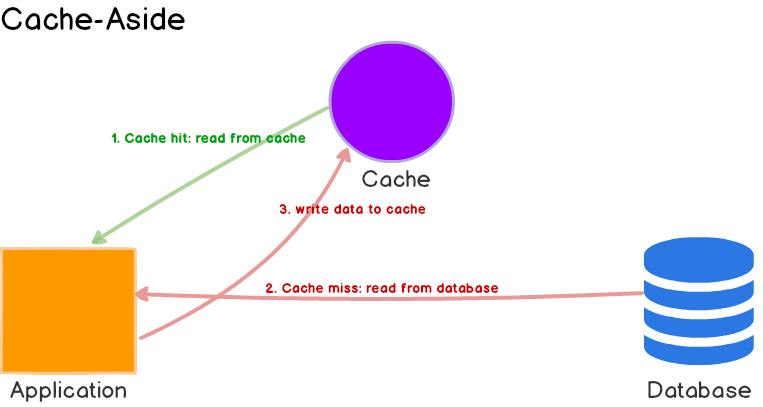 Cache-Aside
1. Cache hit: read from cache
Cache
3. write data to cache
2. Cache miss: read from database
Application
Database